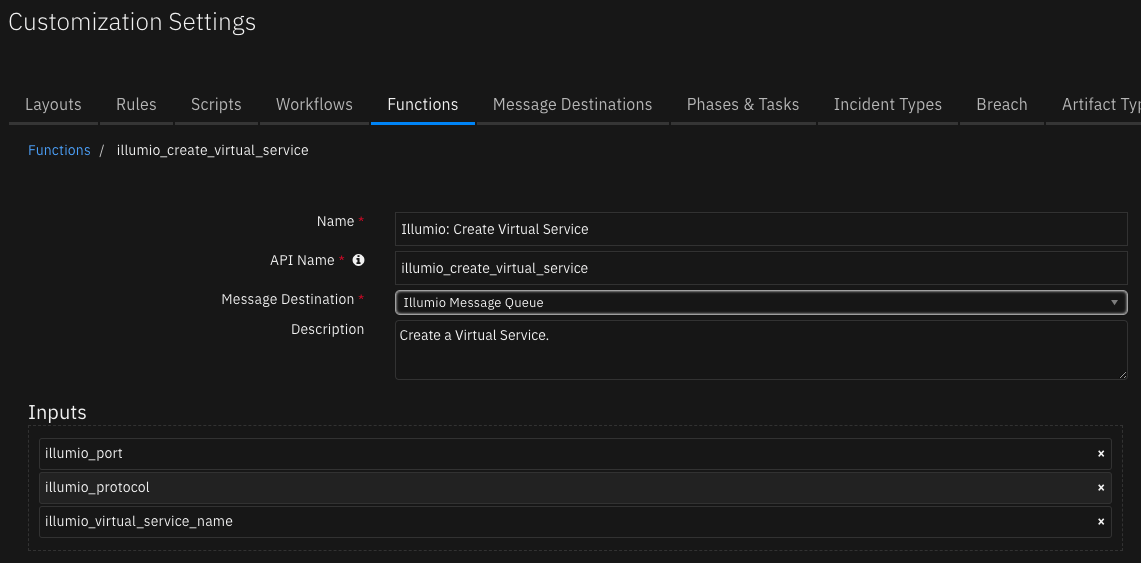 Customization Settings
Layouts Rules Scripts Workflows Functions Message Destinations Phases & Tasks Incident Types Breach Artifact Typ
Functions / illumio_create_virtual_service
Name * Illumio: Create Virtual Service
API Name * illumio_create_virtual_service
Message Destination * Illumio Message Queue
Description Create a Virtual Service.
Inputs
illumio_port ×
illumio_protocol ×
illumio_virtual_service_name ×